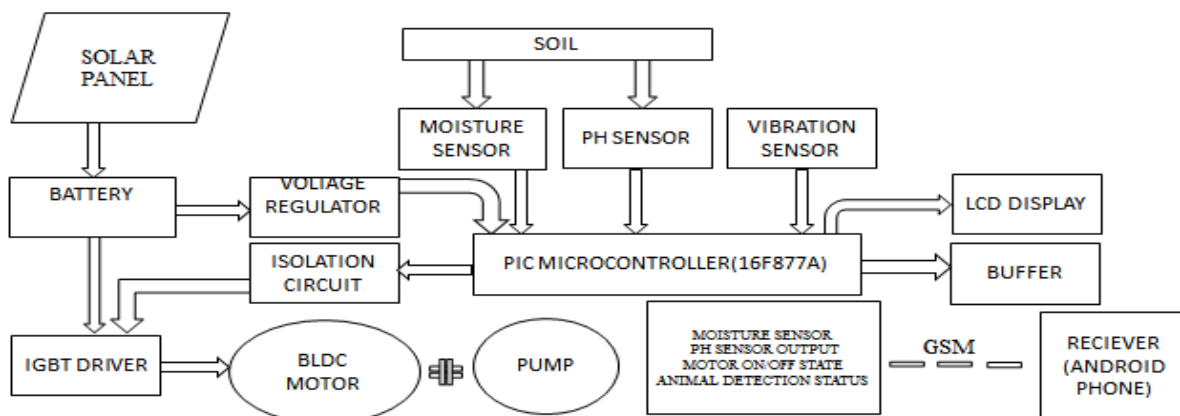 SOLAR
PANEL
SOIL
MOISTURE
SENSOR
PH SENSOR
VIBRATION
SENSOR
BATTERY
VOLTAGE
REGULATOR
LCD DISPLAY
ISOLATION
CIRCUIT
PIC MICROCONTROLLER(16F877A)
BUFFER
IGBT DRIVER
BLDC
MOTOR
PUMP
MOISTURE SENSOR
PH SENSOR OUTPUT
MOTOR ON/OFF STATE
ANIMAL DETECTION STATUS
GSM
RECIEVER
(ANDROID
PHONE)